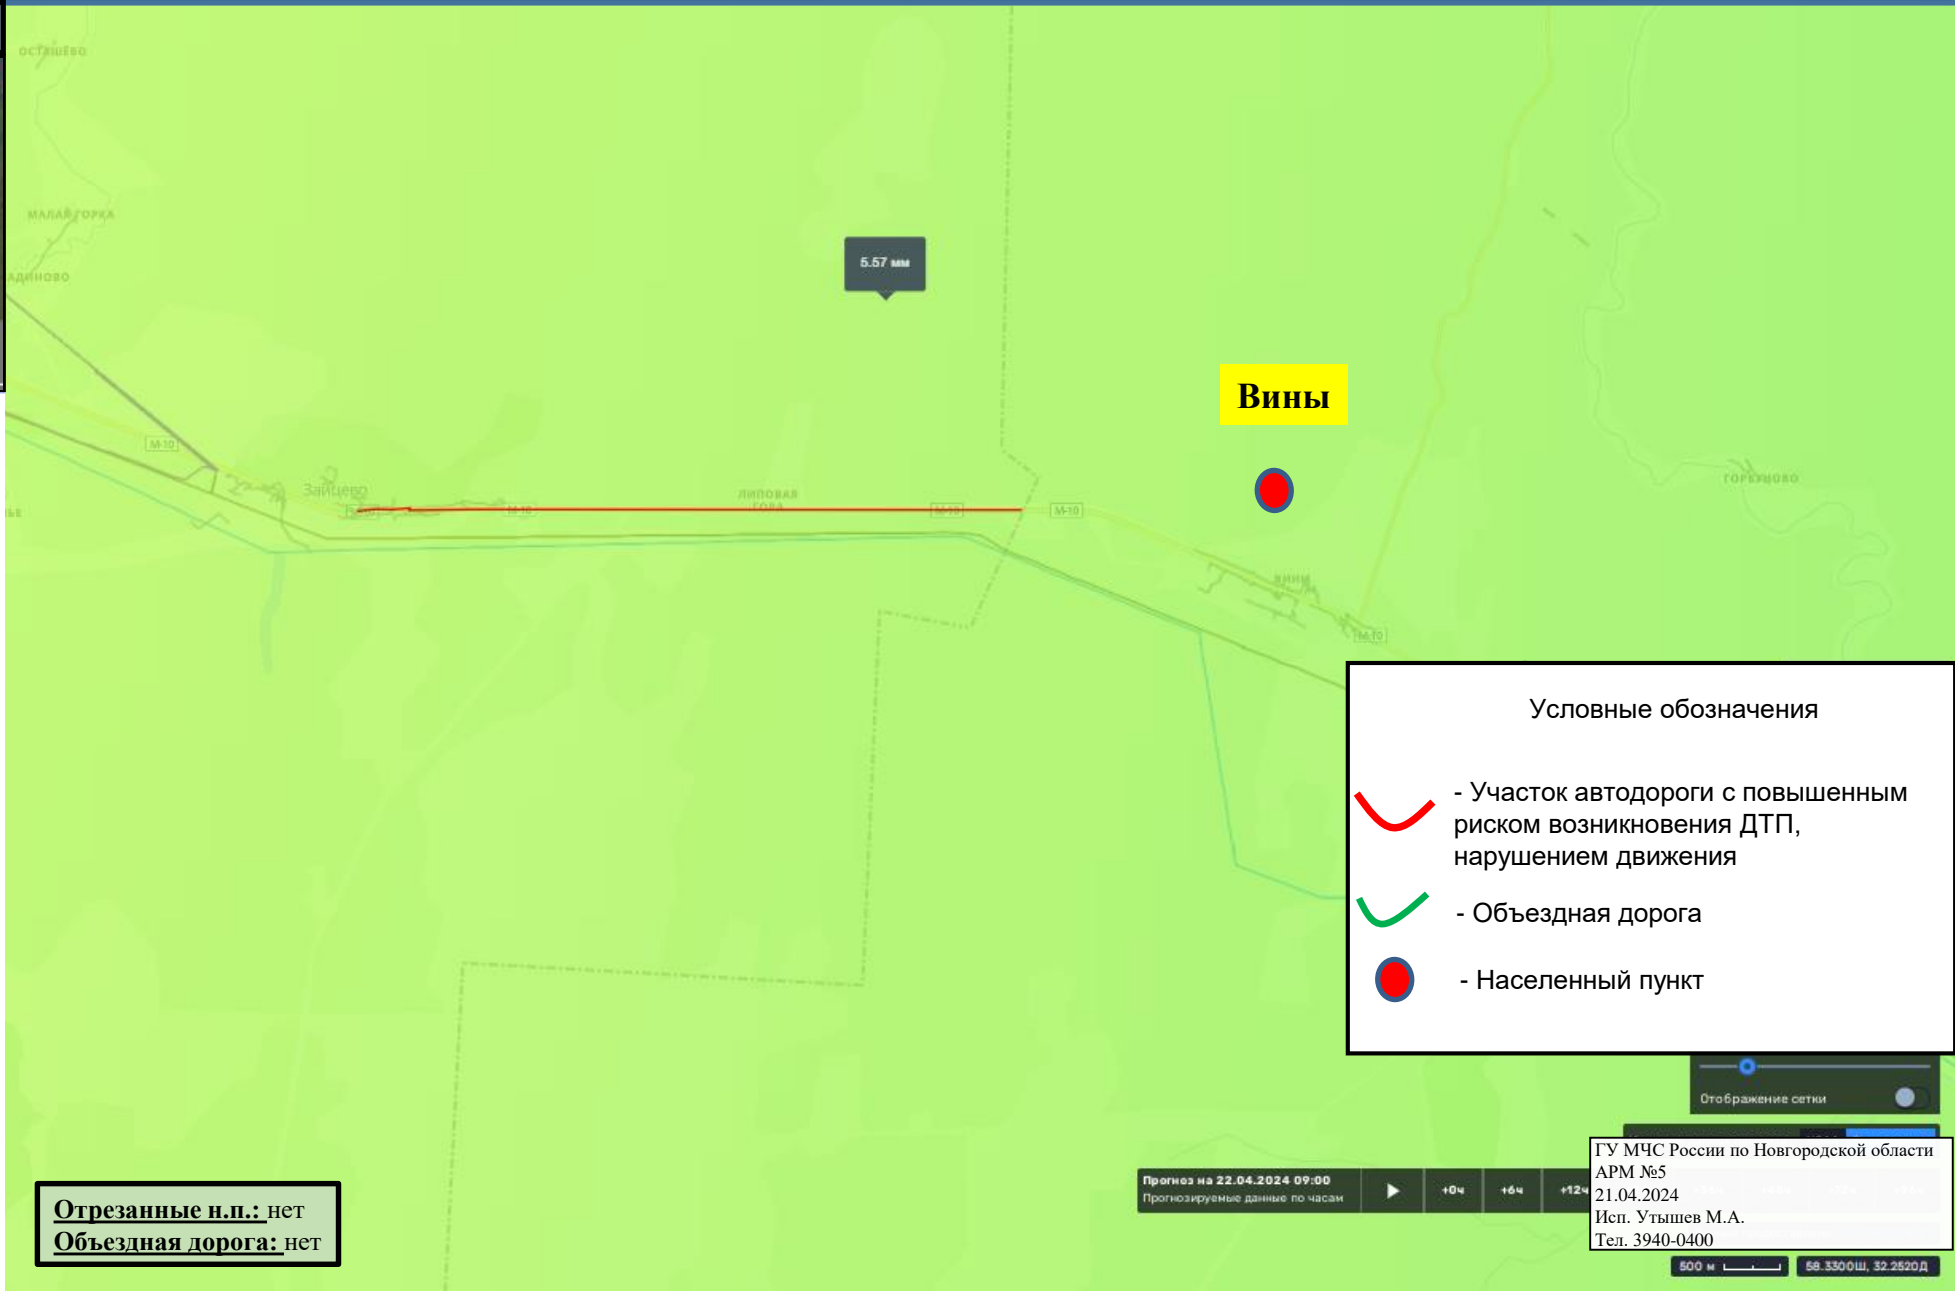 ОСТАШЕВО
МАЛАЯ ГОРКА
АДИНОВО
5.57 мм
Вины
М-10
Зайцево
М-10
ЛИПОВАЯ
ГОРА
М-10
М-10
ГОРБУНОВО
ВИНЫ
М-10
Условные обозначения
- Участок автодороги с повышенным
риском возникновения ДТП,
нарушением движения
- Объездная дорога
- Населенный пункт
Отображение сетки
Прогноз на 22.04.2024 09:00
Прогнозируемые данные по часам
+0ч +6ч +12ч
ГУ МЧС России по Новгородской области
АРМ №5
21.04.2024
Исп. Утышев М.А.
Тел. 3940-0400
500 м
58.3300Ш, 32.2520Д
Отрезанные н.п.: нет
Объездная дорога: нет